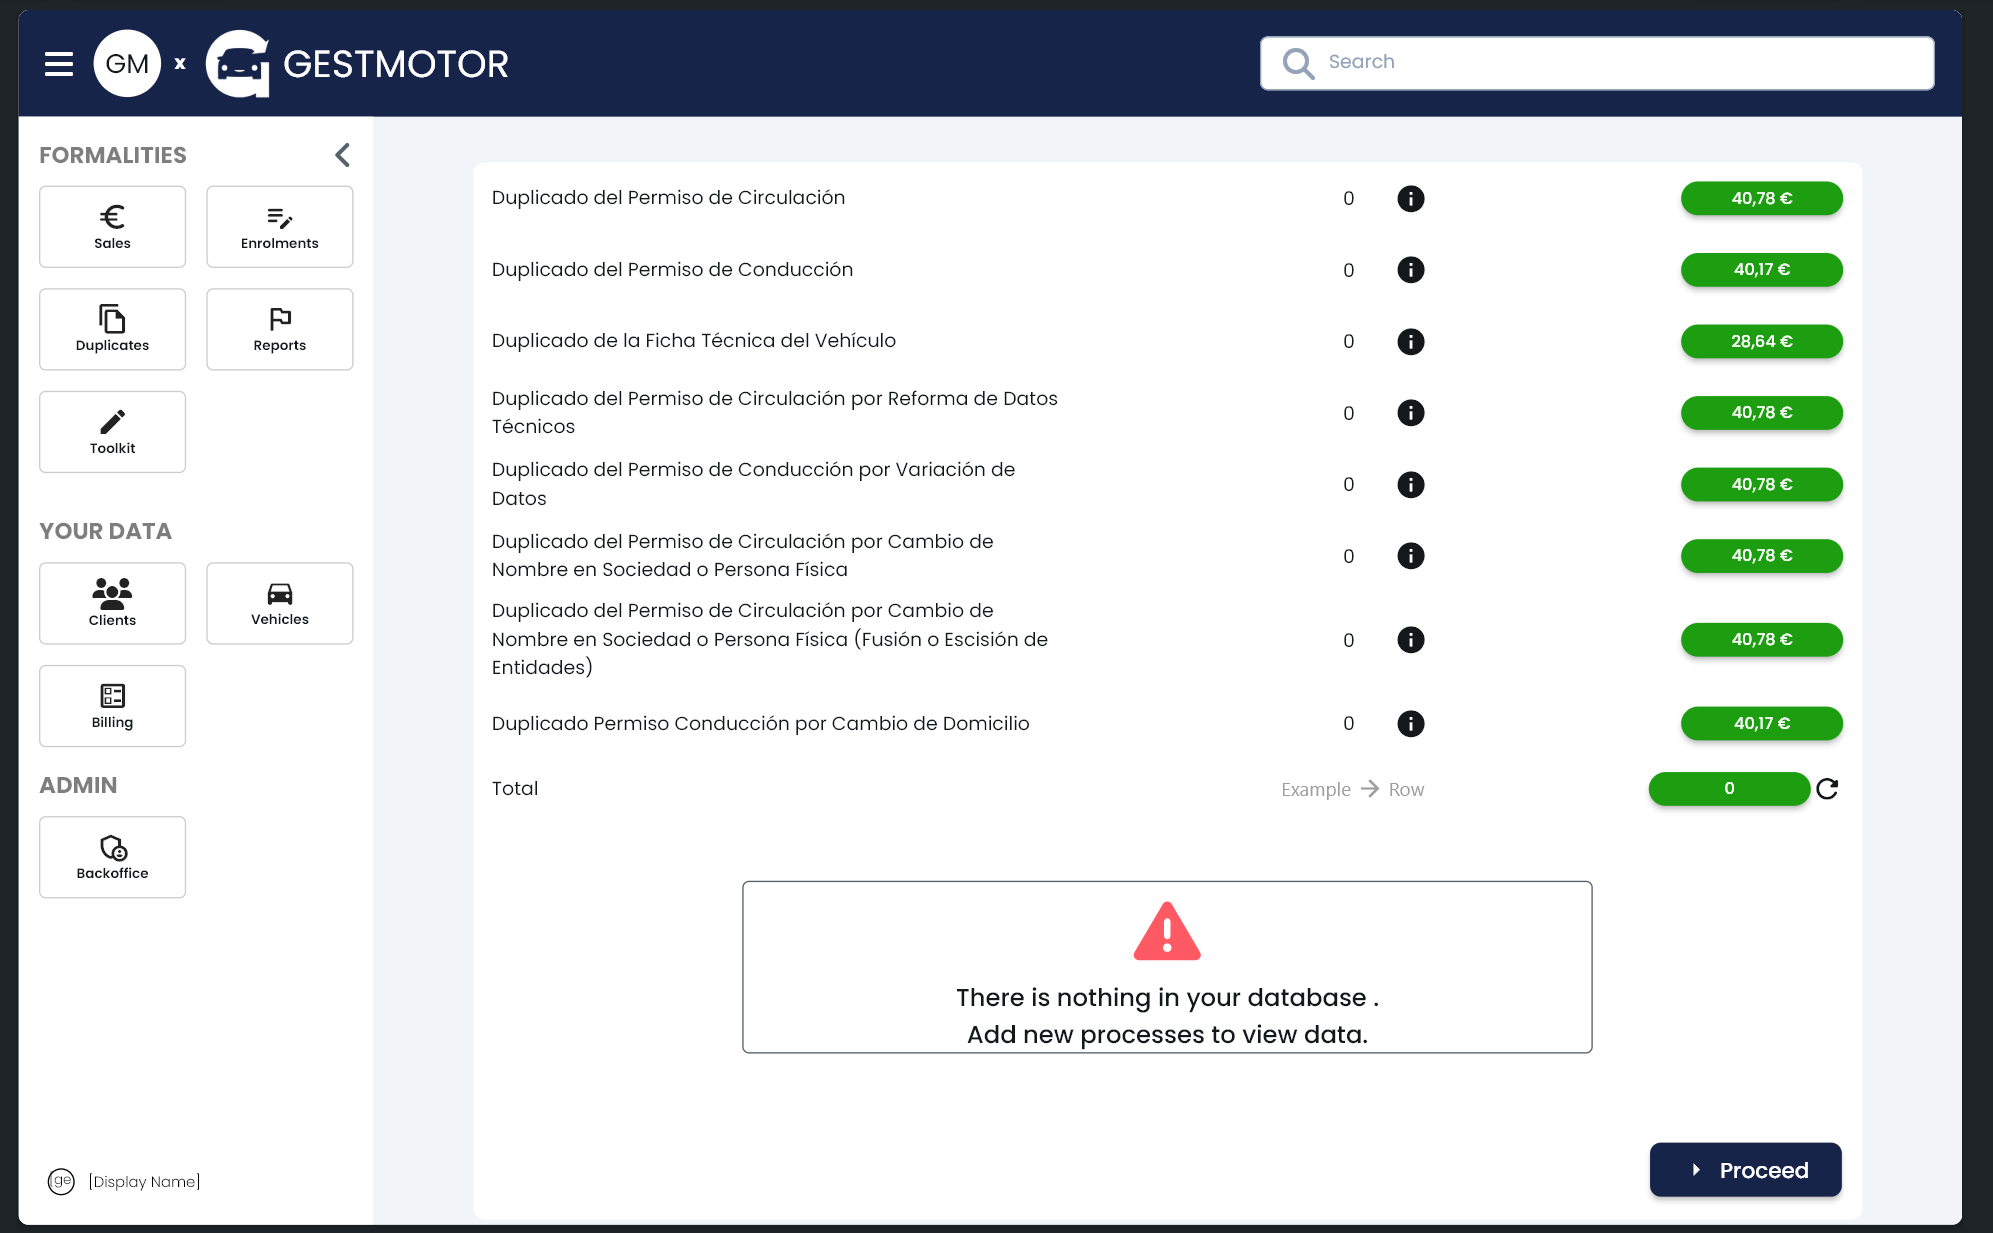 GM x GESTMOTOR
Search
FORMALITIES
Sales
Enrolments
Duplicates
Reports
Toolkit
YOUR DATA
Clients
Vehicles
Billing
ADMIN
Backoffice
ge
[Display Name]
Duplicado del Permiso de Circulación 0 40,78 €
Duplicado del Permiso de Conducción 0 40,17 €
Duplicado de la Ficha Técnica del Vehículo 0 28,64 €
Duplicado del Permiso de Circulación por Reforma de Datos
Técnicos
0 40,78 €
Duplicado del Permiso de Conducción por Variación de
Datos
0 40,78 €
Duplicado del Permiso de Circulación por Cambio de
Nombre en Sociedad o Persona Física
0 40,78 €
Duplicado del Permiso de Circulación por Cambio de
Nombre en Sociedad o Persona Física (Fusión o Escisión de
Entidades)
0 40,78 €
Duplicado Permiso Conducción por Cambio de Domicilio 0 40,17 €
Total Example → Row 0
There is nothing in your database .
Add new processes to view data.
Proceed